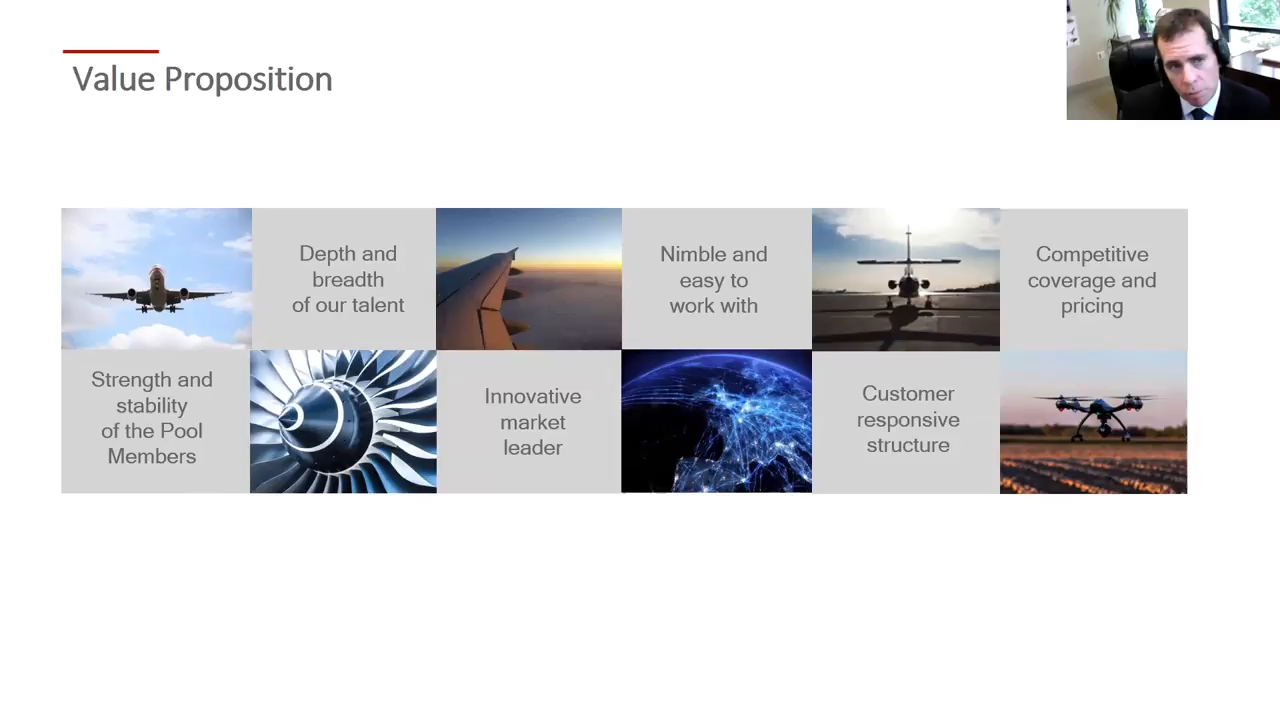 Value Proposition
Depth and
breadth
of our talent
Nimble and
easy to
work with
Competitive
coverage and
pricing
Strength and
stability
of the Pool
Members
Innovative
market
leader
Customer
responsive
structure